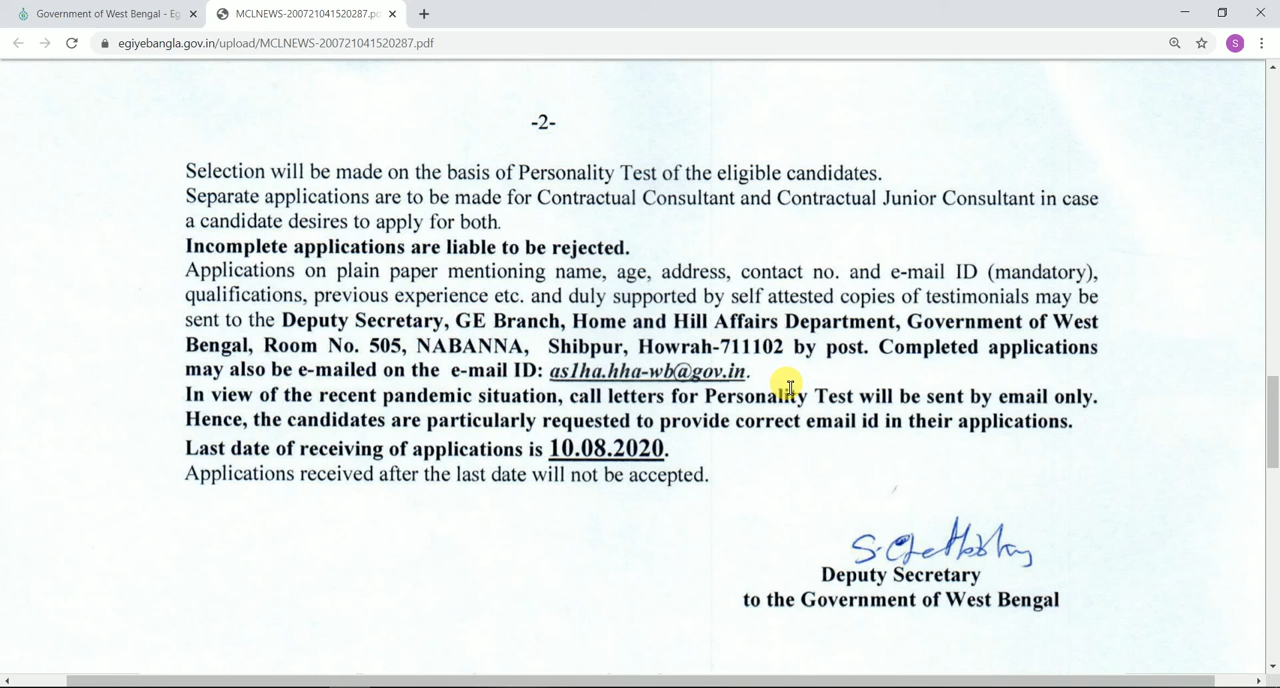 Government of West Bengal - Eg
MCLNEWS-200721041520287.pd
egiyebangla.gov.in/upload/MCLNEWS-200721041520287.pdf
S
-2-
Selection will be made on the basis of Personality Test of the eligible candidates.
Separate applications are to be made for Contractual Consultant and Contractual Junior Consultant in case
a candidate desires to apply for both.
Incomplete applications are liable to be rejected.
Applications on plain paper mentioning name, age, address, contact no. and e-mail ID (mandatory),
qualifications, previous experience etc. and duly supported by self attested copies of testimonials may be
sent to the Deputy Secretary, GE Branch, Home and Hill Affairs Department, Government of West
Bengal, Room No. 505, NABANNA, Shibpur, Howrah-711102 by post. Completed applications
may also be e-mailed on the e-mail ID: as1ha.hha-wb@gov.in.
In view of the recent pandemic situation, call letters for Personality Test will be sent by email only.
Hence, the candidates are particularly requested to provide correct email id in their applications.
Last date of receiving of applications is 10.08.2020.
Applications received after the last date will not be accepted.
Deputy Secretary
to the Government of West Bengal